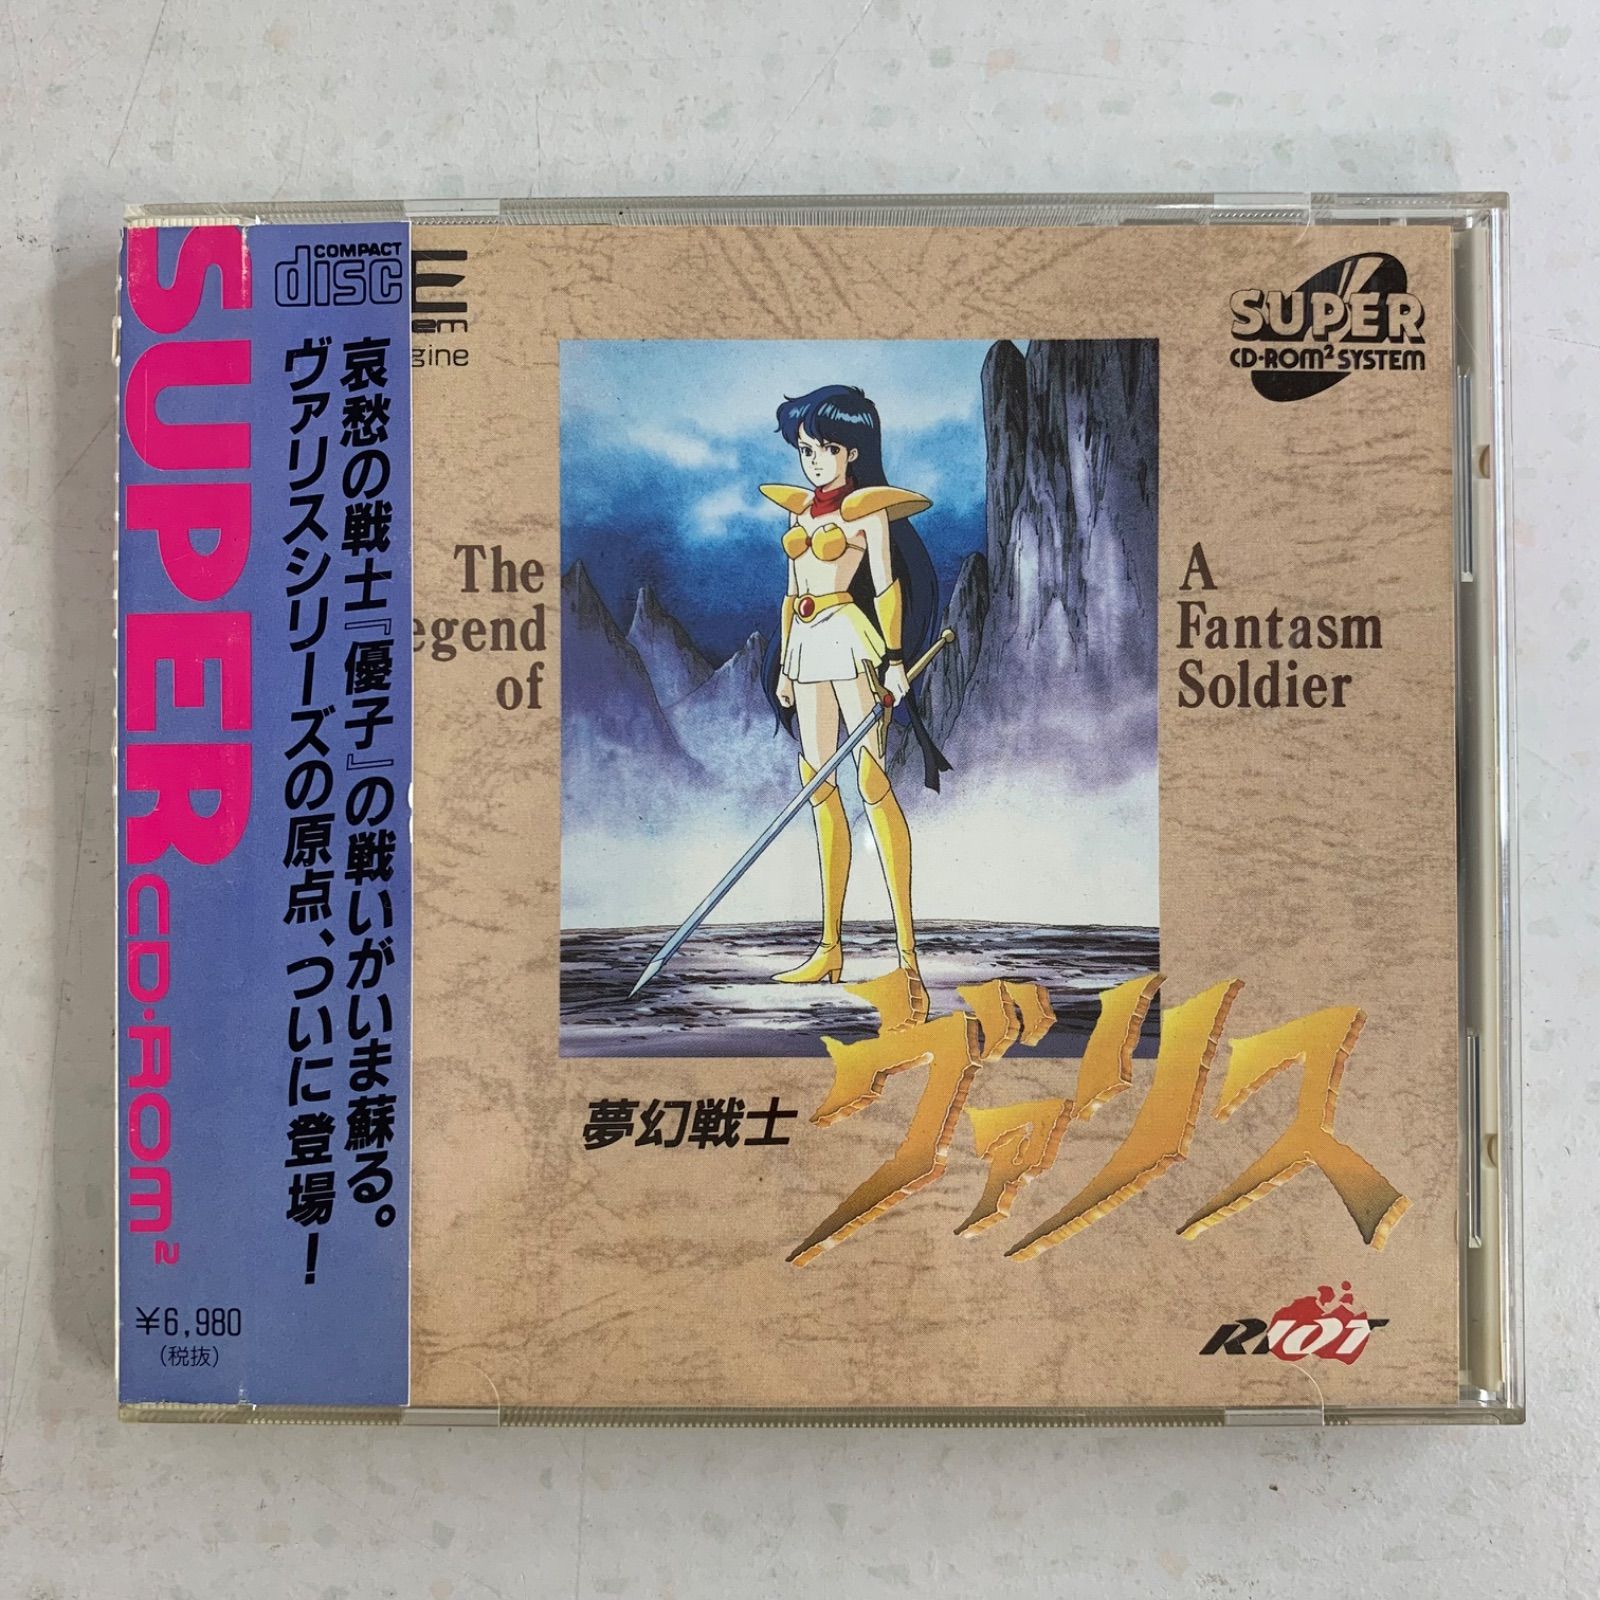 SUPER CD-ROM²
¥6,980
(税抜)
COMPACT
disc
哀愁の戦士『優子』の戦いがいま蘇る。
ヴァリスシリーズの原点、ついに登場!
E
em
gine
SUPER
CD-ROM² SYSTEM
The
egend
of
A
Fantasm
Soldier
夢幻戦士
ヴァリス
RIOT